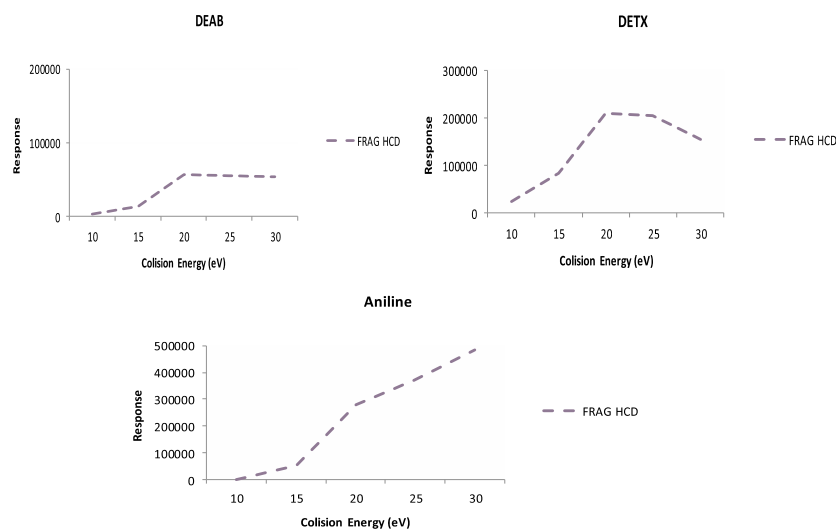 DEAB
200000
100000
0
Response
10 15 20 25 30
Colision Energy (eV)
FRAG HCD
DETX
300000
200000
100000
0
Response
10 15 20 25 30
Colision Energy (eV)
FRAG HCD
Aniline
500000
400000
300000
200000
100000
0
Response
10 15 20 25 30
Colision Energy (eV)
FRAG HCD